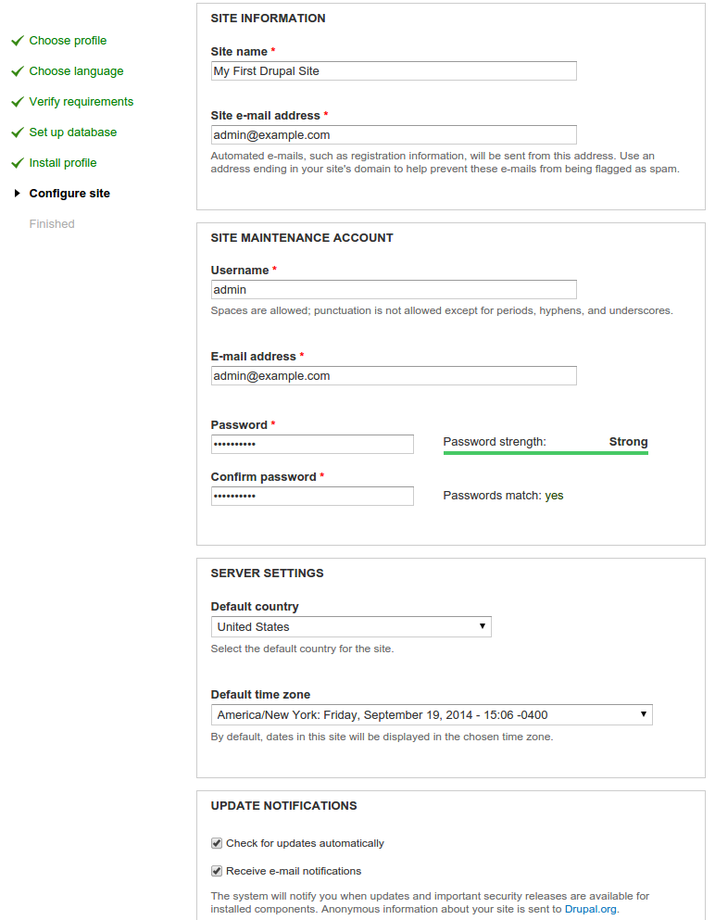 Choose profile
Choose language
Verify requirements
Set up database
Install profile
Configure site
Finished
SITE INFORMATION
Site name *
My First Drupal Site
Site e-mail address *
admin@example.com
Automated e-mails, such as registration information, will be sent from this address. Use an
address ending in your site's domain to help prevent these e-mails from being flagged as spam.
SITE MAINTENANCE ACCOUNT
Username *
admin
Spaces are allowed; punctuation is not allowed except for periods, hyphens, and underscores.
E-mail address *
admin@example.com
Password *
••••••••••
Password strength: Strong
Confirm password *
••••••••••
Passwords match: yes
SERVER SETTINGS
Default country
United States
Select the default country for the site.
Default time zone
America/New York: Friday, September 19, 2014 - 15:06 -0400
By default, dates in this site will be displayed in the chosen time zone.
UPDATE NOTIFICATIONS
Check for updates automatically
Receive e-mail notifications
The system will notify you when updates and important security releases are available for
installed components. Anonymous information about your site is sent to Drupal.org.